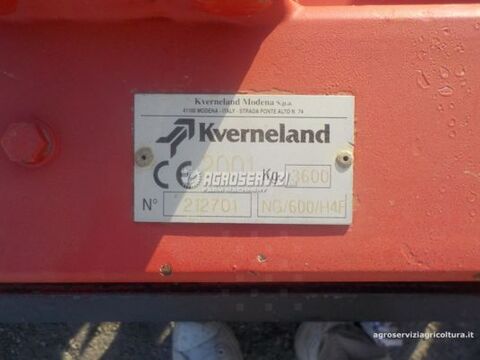 Kverneland Modena s.p.a.
41100 MODENA - ITALY - STRADA PONTE ALTO N. 74
Kverneland
2001
CE Kg. 3600
AGROSERVIZI
N° 212701 NG/600/H4F
agroserviziagricoltura.it